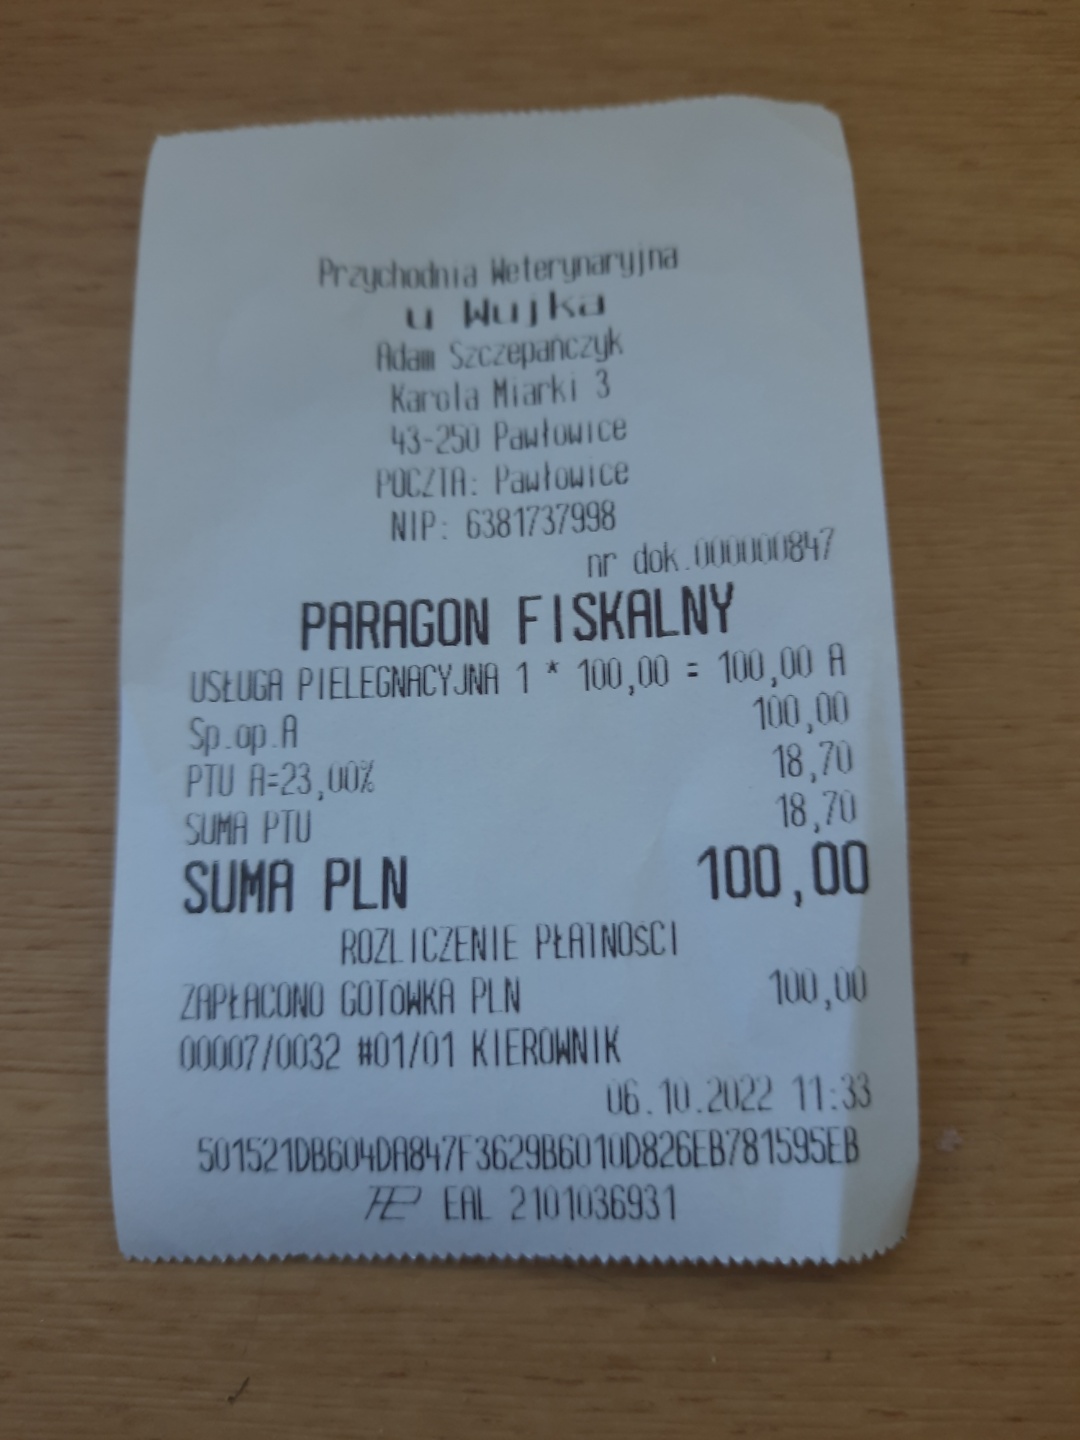 Przychodnia Weterynaryjna
u Wujka
Adam Szczepańczyk
Karola Miarki 3
43-250 Pawłowice
POCZTA: Pawłowice
NIP: 6381737998
nr dok.000000847
PARAGON FISKALNY
USŁUGA PIELEGNACYJNA 1 * 100,00 = 100,00 A
Sp.op.A 100,00
PTU A=23,00% 18,70
SUMA PTU 18,70
SUMA PLN 100,00
ROZLICZENIE PŁATNOŚCI
ZAPŁACONO GOTÓWKA PLN 100,00
00007/0032 #01/01 KIEROWNIK
06.10.2022 11:33
501521DB604DA847F3629B6010D826EB781595EB
EAL 2101036931